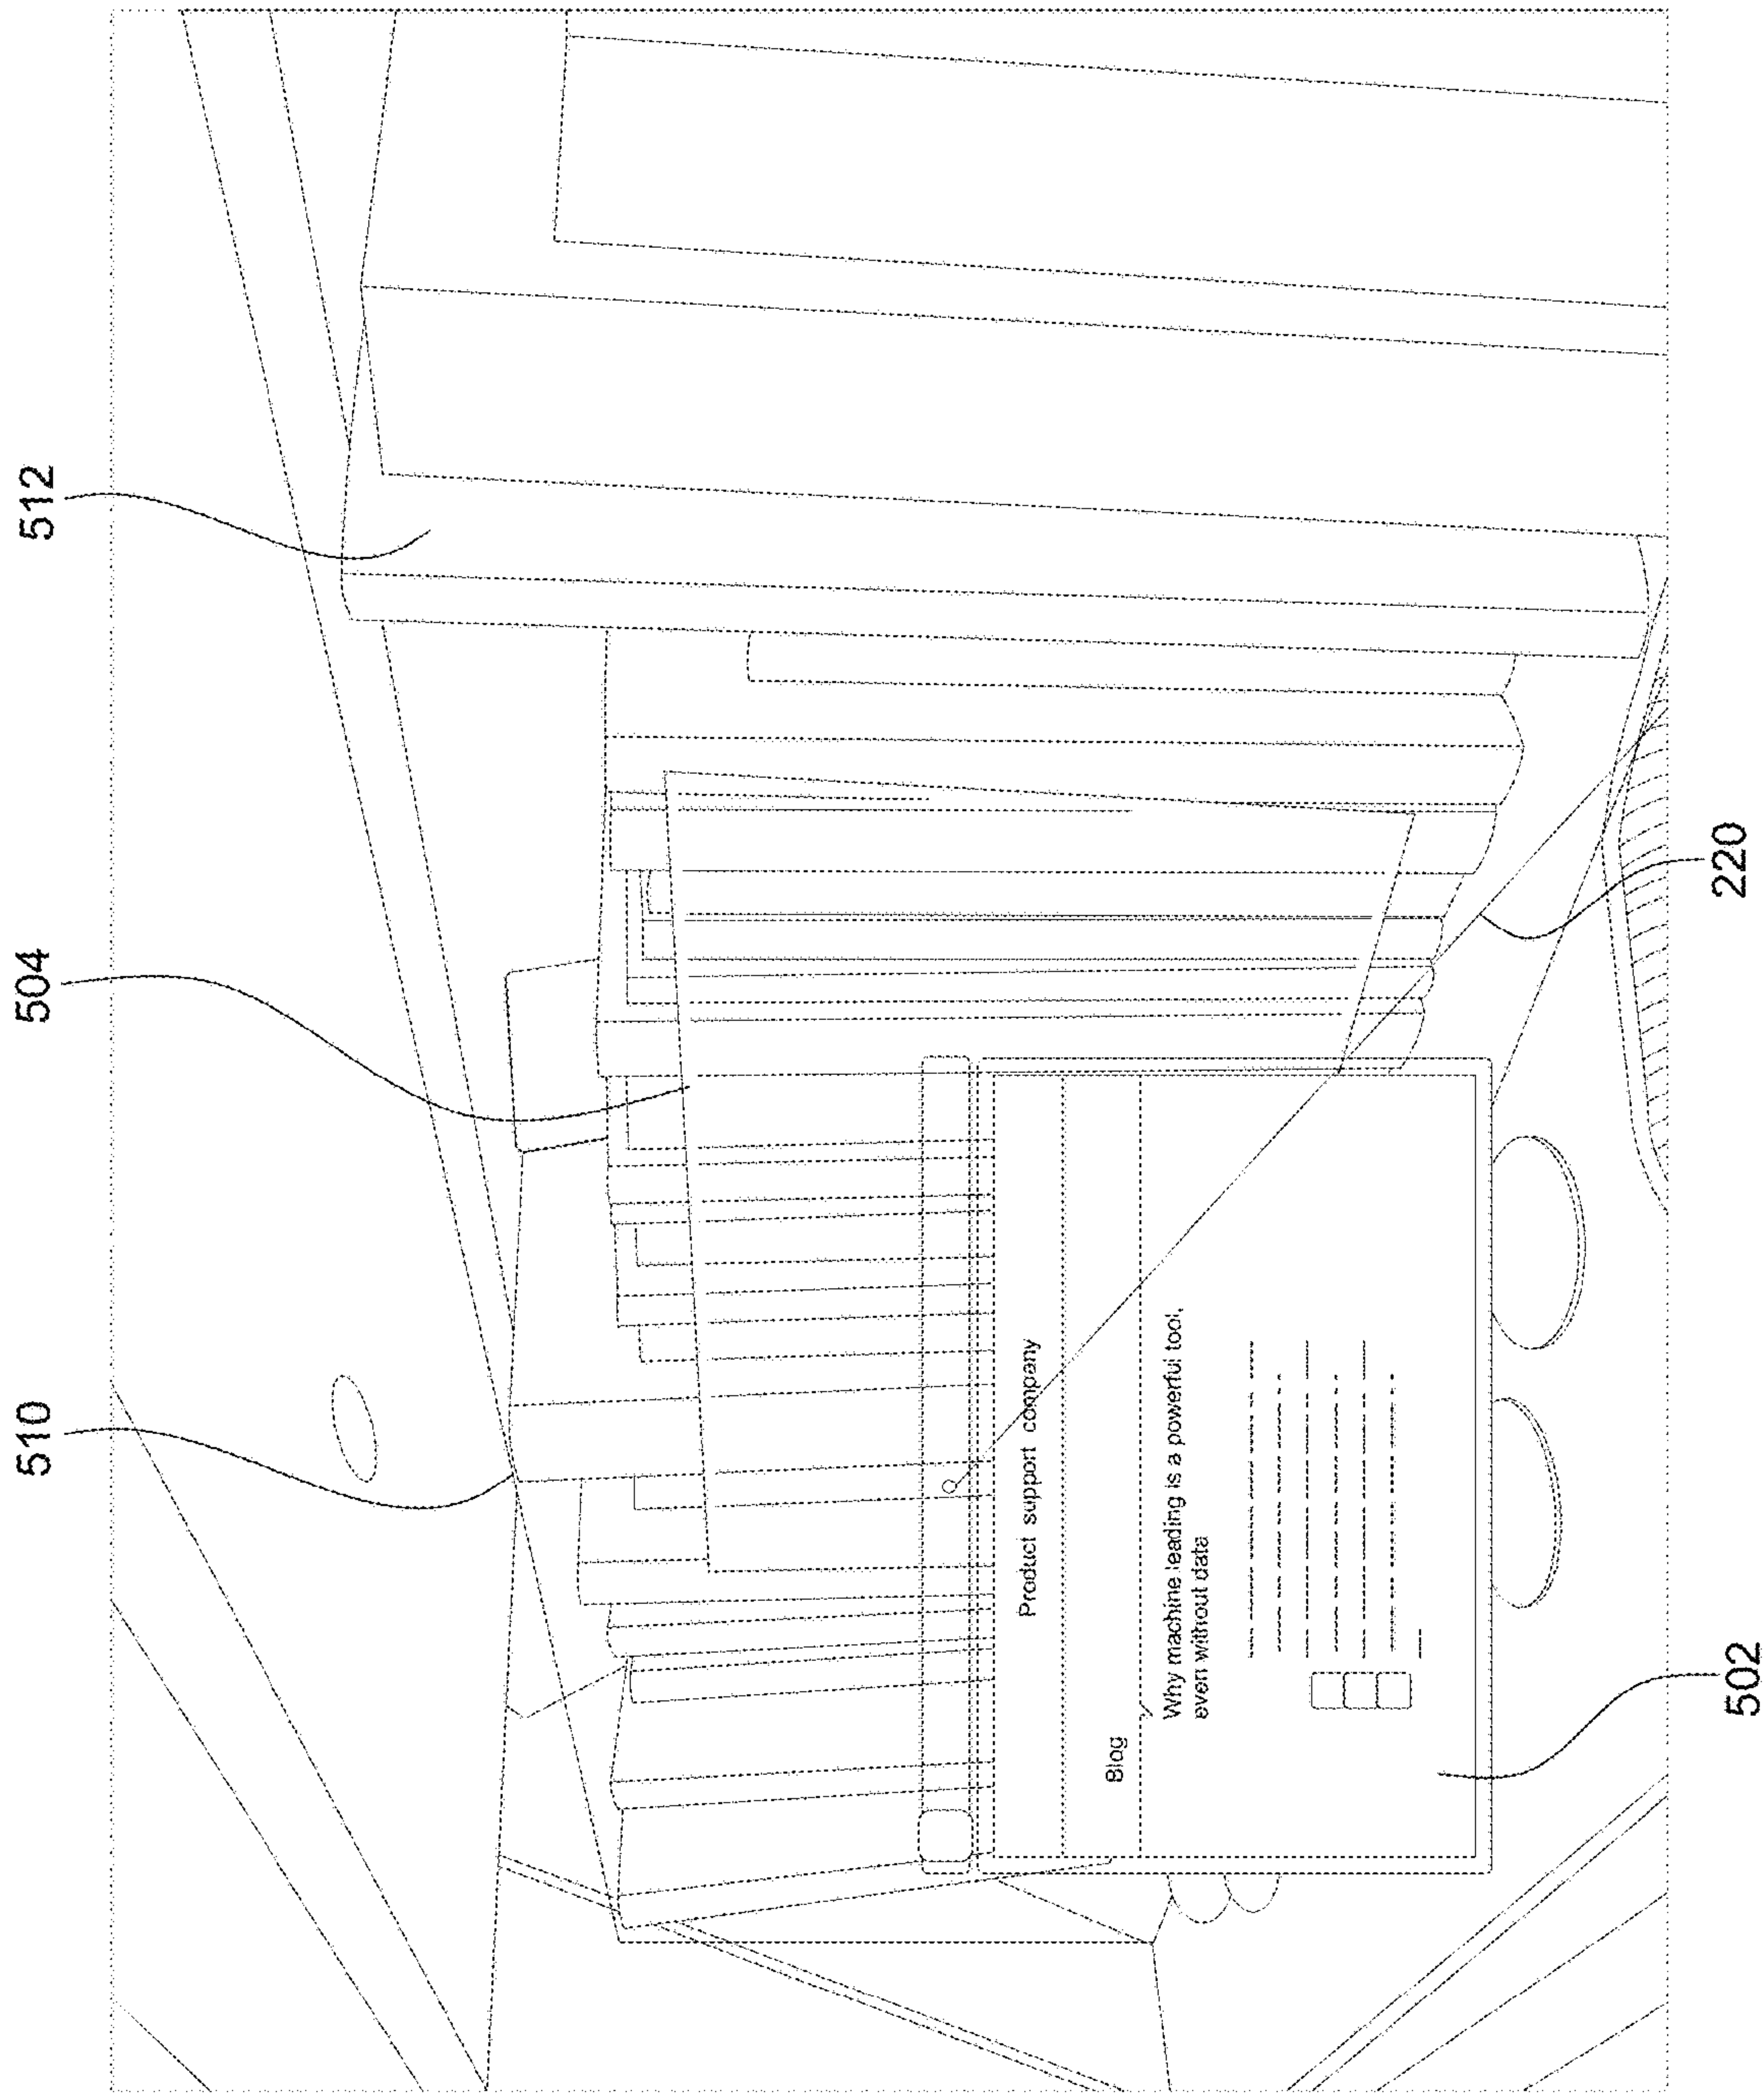 512
504
510
Product support company
Blog
Why machine leading is a powerful tool,
even without data
220
502